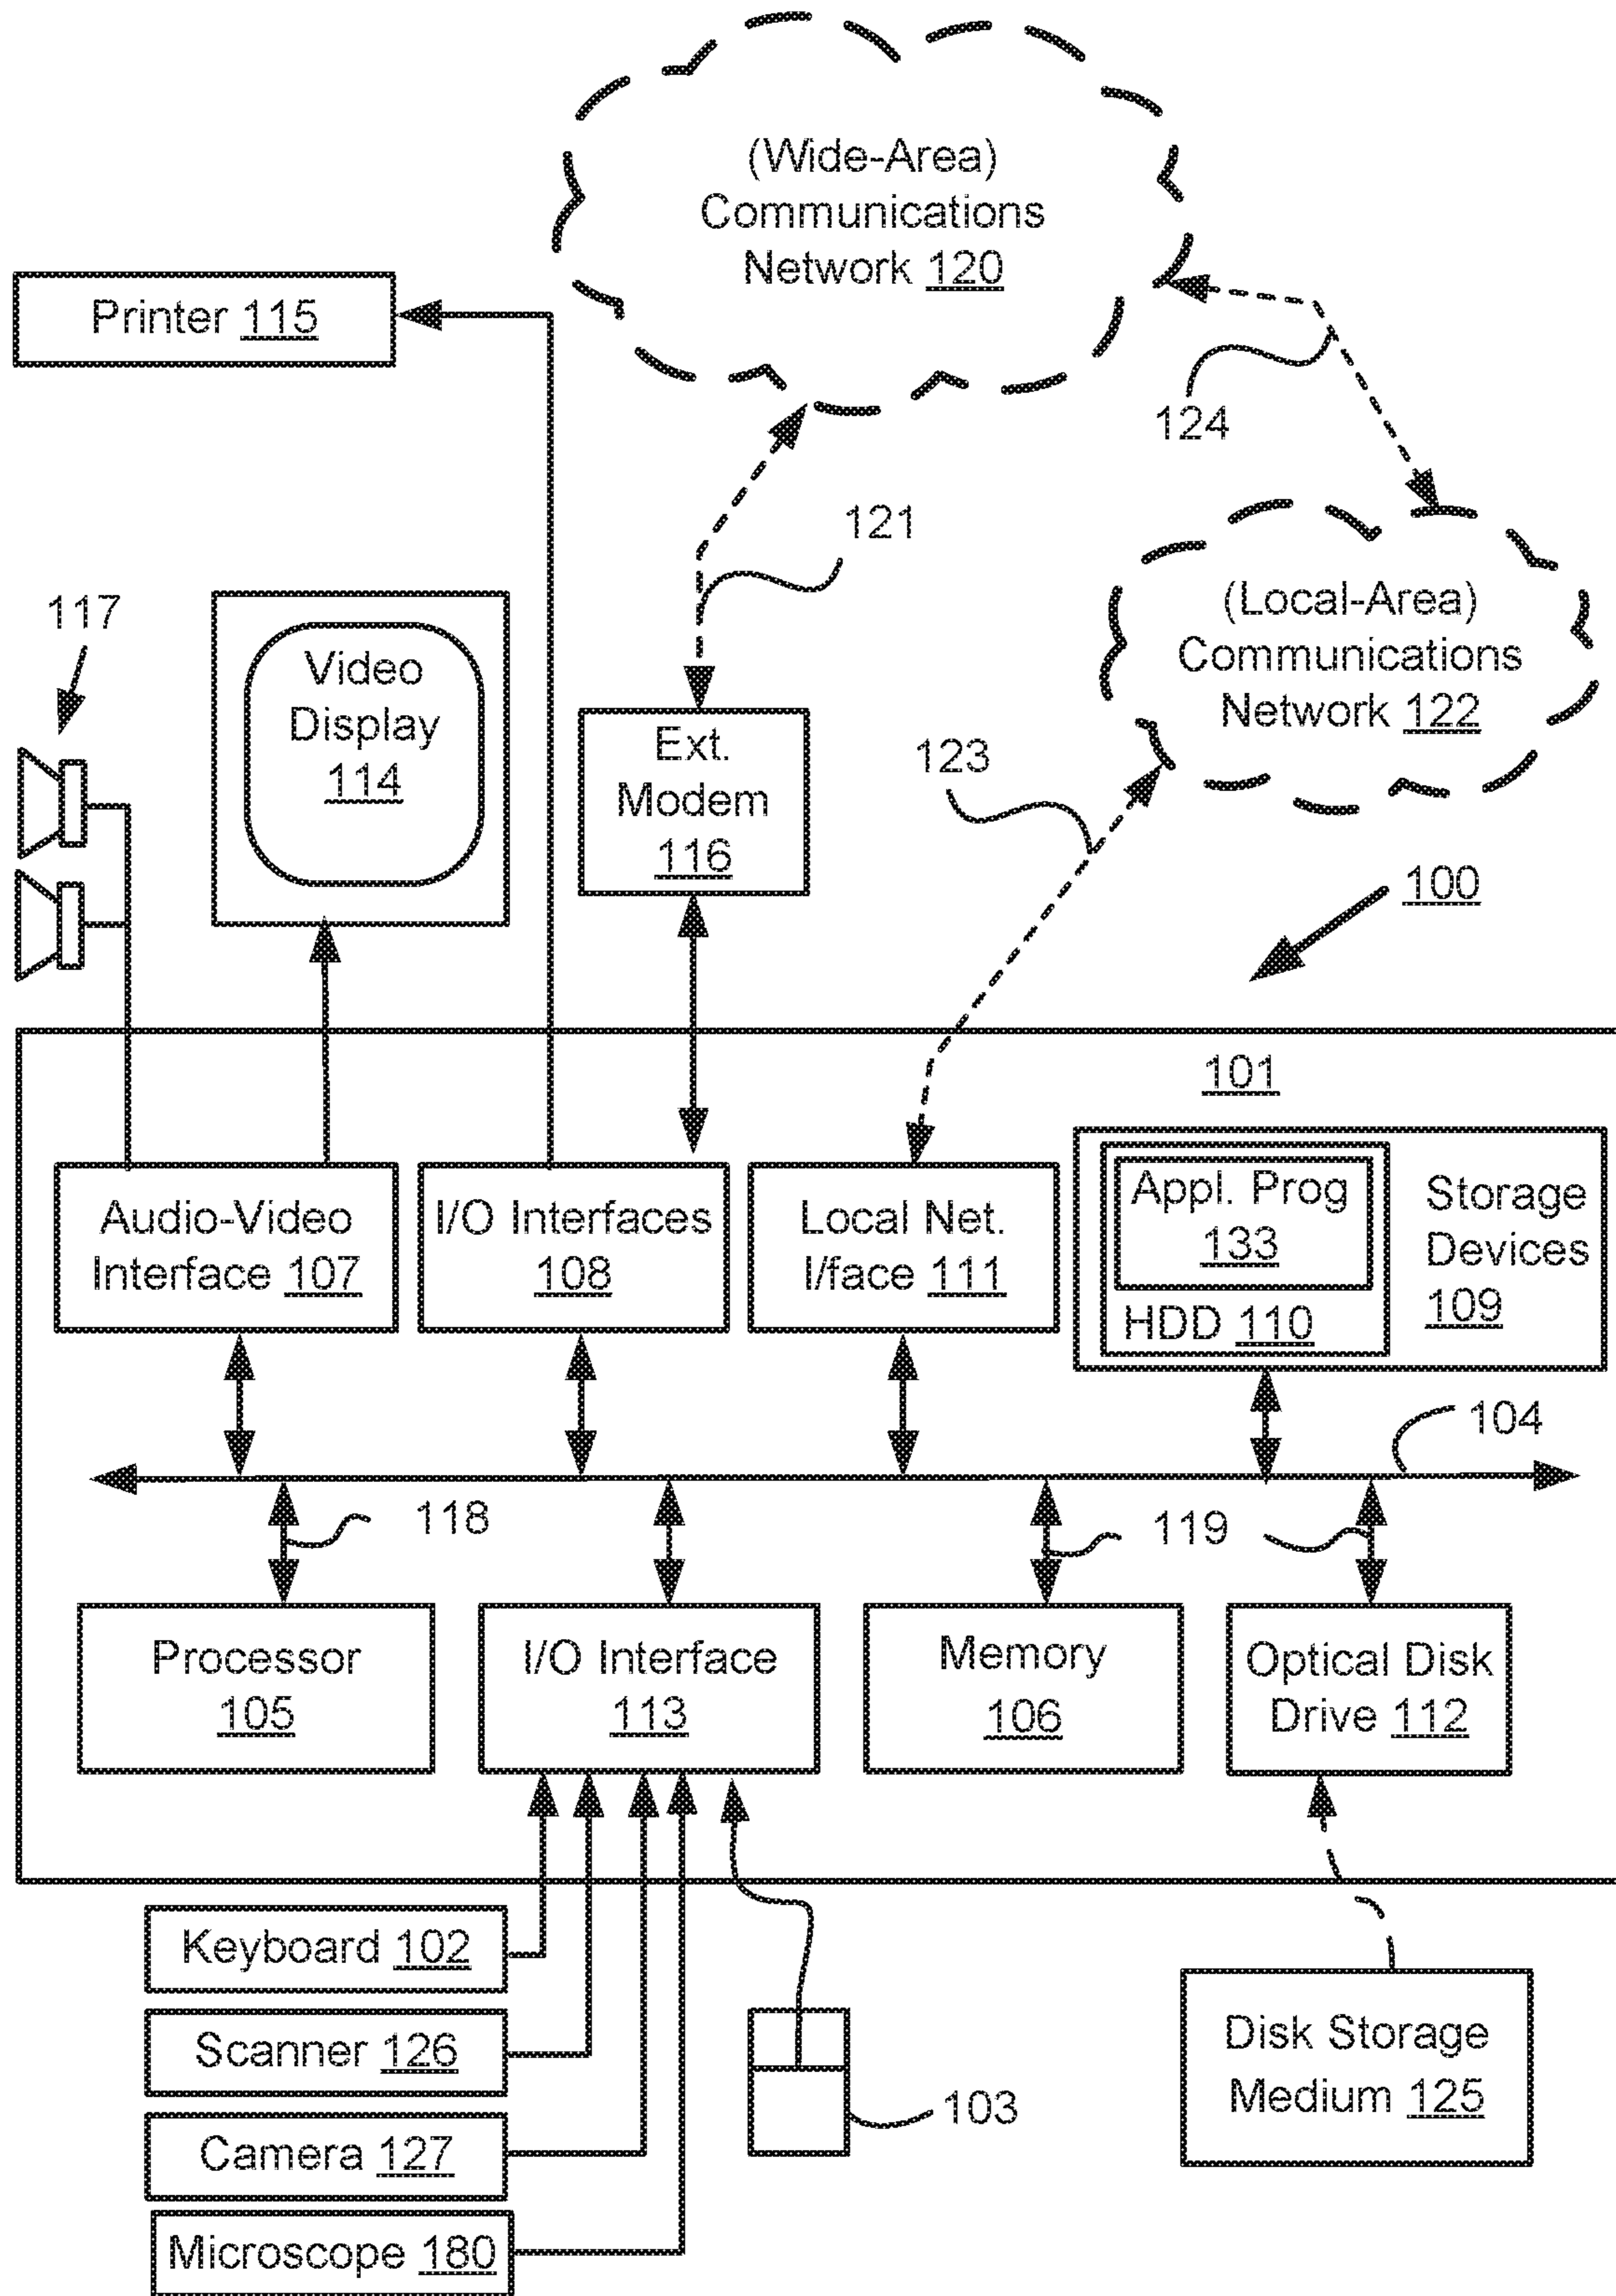 (Wide-Area)
Communications
Network 120
Printer 115
124
121
117
Video
Display
114
(Local-Area)
Communications
Network 122
Ext.
Modem
116
123
100
101
Audio-Video
Interface 107
I/O Interfaces
108
Local Net.
I/face 111
Appl. Prog
133
HDD 110
Storage
Devices
109
104
118
119
Processor
105
I/O Interface
113
Memory
106
Optical Disk
Drive 112
Keyboard 102
Scanner 126
Camera 127
Microscope 180
103
Disk Storage
Medium 125